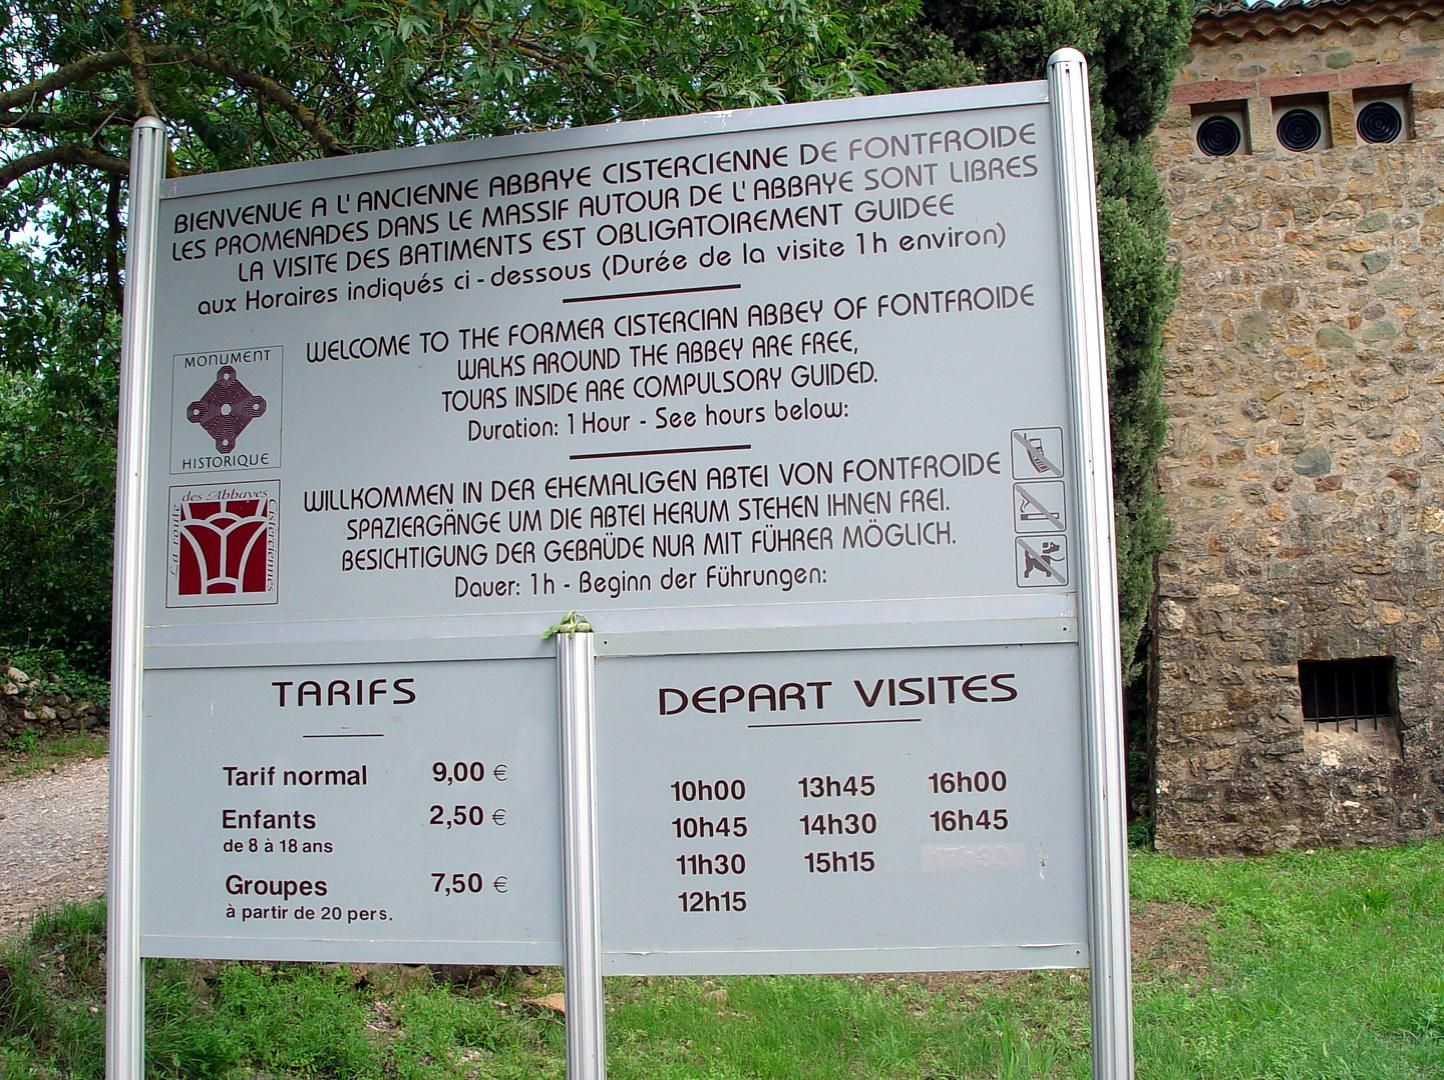 BIENVENUE A L'ANCIENNE ABBAYE CISTERCIENNE DE FONTFROIDE
LES PROMENADES DANS LE MASSIF AUTOUR DE L'ABBAYE SONT LIBRES
LA VISITE DES BATIMENTS EST OBLIGATOIREMENT GUIDEE
aux Horaires indiqués ci-dessous (Durée de la visite 1h environ)
WELCOME TO THE FORMER CISTERCIAN ABBEY OF FONTFROIDE
WALKS AROUND THE ABBEY ARE FREE,
TOURS INSIDE ARE COMPULSORY GUIDED.
Duration: 1 Hour - See hours below:
MONUMENT
HISTORIQUE
WILLKOMMEN IN DER EHEMALIGEN ABTEI VON FONTFROIDE
SPAZIERGÄNGE UM DIE ABTEI HERUM STEHEN IHNEN FREI.
BESICHTIGUNG DER GEBAÜDE NUR MIT FÜHRER MÖGLICH.
Dauer: 1h - Beginn der Führungen:
La route
des Abbayes
Cisterciennes
TARIFS
Tarif normal 9,00 €
Enfants 2,50 €
de 8 à 18 ans
Groupes 7,50 €
à partir de 20 pers.
DEPART VISITES
10h00 13h45 16h00
10h45 14h30 16h45
11h30 15h15
12h15